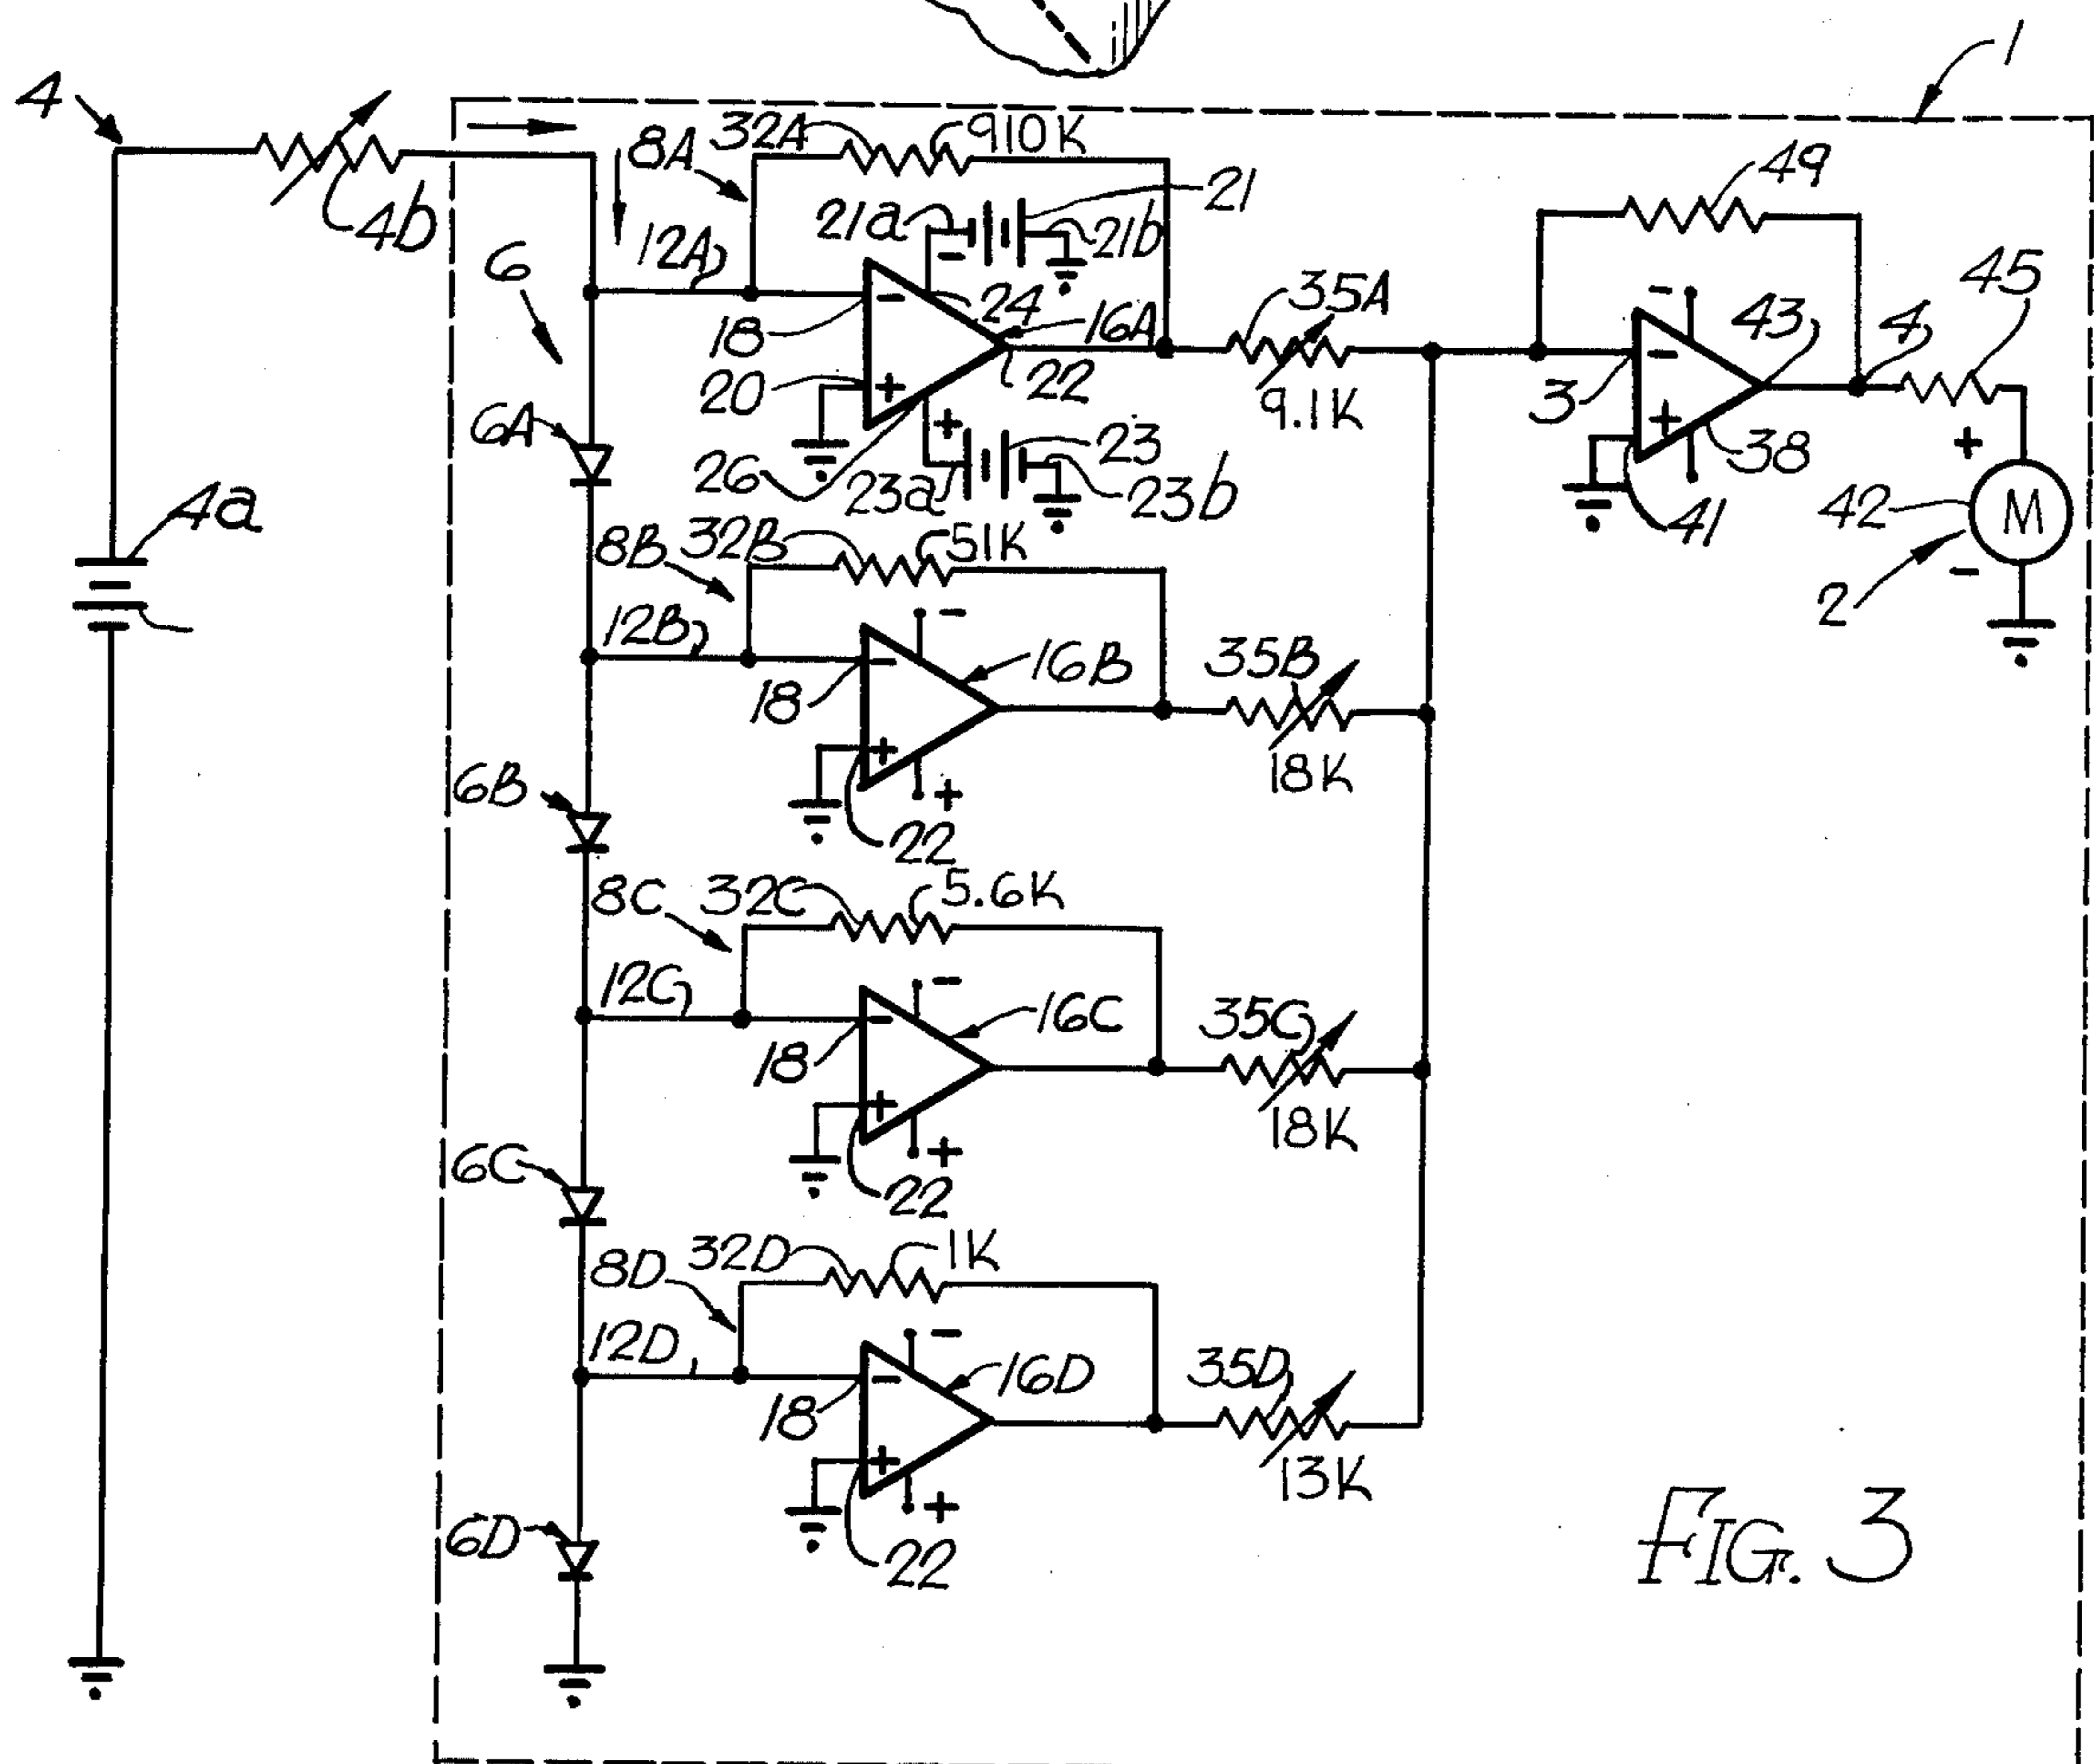 1
4
4b
8A 32A 910K
21
21a - 21b
49
6
12A
24
16A
35A
45
18 -
20 +
22
9.1K
- 43 4
3 -
+ 38
6A
26 + 23
23a 23b
41
+
42 M
2 -
4a
8B 32B 51K
12B -
18 -
16B
35B
18K
+
+
22
6B
8C 32C 5.6K
12C -
18 -
16C
35C
18K
+
+
22
6C
8D 32D 1K
12D -
18 -
16D
35D
13K
+
+
22
6D
FIG. 3